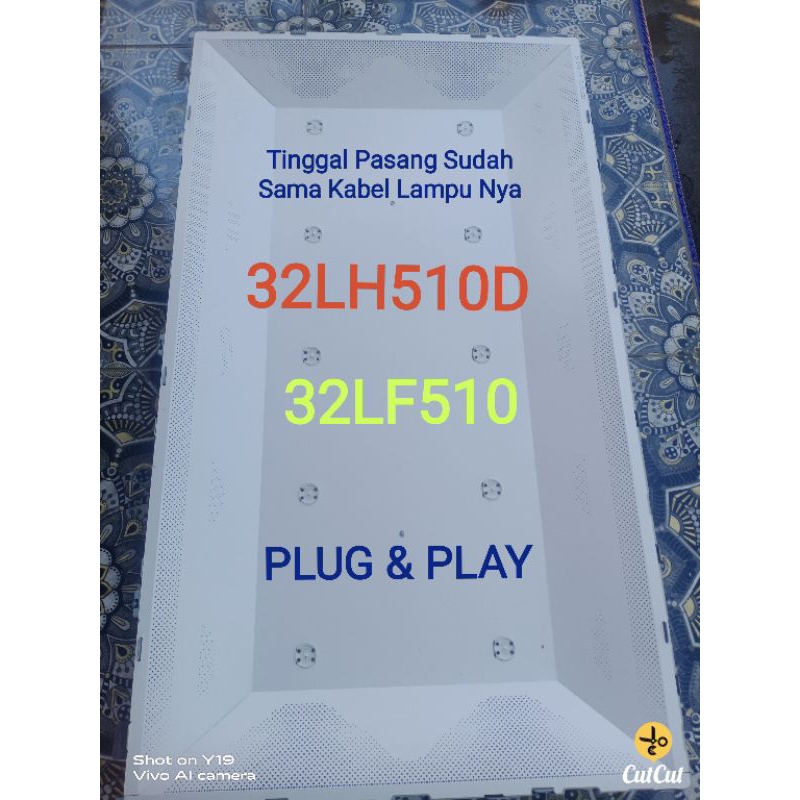 Tinggal Pasang Sudah
Sama Kabel Lampu Nya
32LH510D
32LF510
PLUG & PLAY
Shot on Y19
Vivo AI camera
CutCut